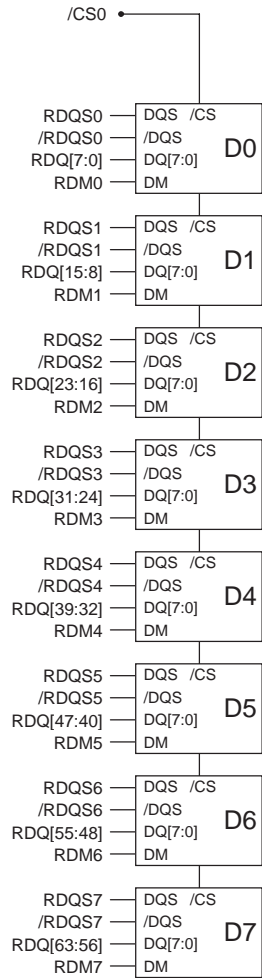 /CS0
RDQS0 DQS /CS
/RDQS0 /DQS D0
RDQ[7:0] DQ[7:0]
RDM0 DM
RDQS1 DQS /CS
/RDQS1 /DQS D1
RDQ[15:8] DQ[7:0]
RDM1 DM
RDQS2 DQS /CS
/RDQS2 /DQS D2
RDQ[23:16] DQ[7:0]
RDM2 DM
RDQS3 DQS /CS
/RDQS3 /DQS D3
RDQ[31:24] DQ[7:0]
RDM3 DM
RDQS4 DQS /CS
/RDQS4 /DQS D4
RDQ[39:32] DQ[7:0]
RDM4 DM
RDQS5 DQS /CS
/RDQS5 /DQS D5
RDQ[47:40] DQ[7:0]
RDM5 DM
RDQS6 DQS /CS
/RDQS6 /DQS D6
RDQ[55:48] DQ[7:0]
RDM6 DM
RDQS7 DQS /CS
/RDQS7 /DQS D7
RDQ[63:56] DQ[7:0]
RDM7 DM